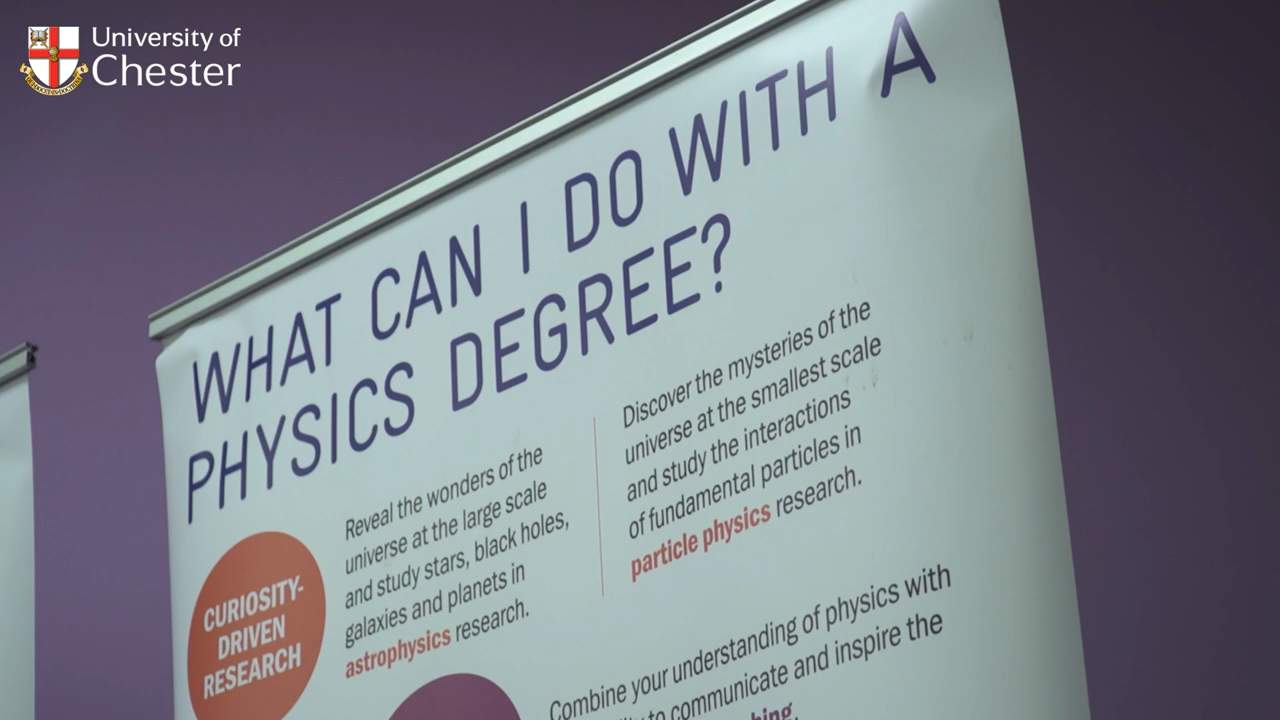 University of
Chester
WHAT CAN I DO WITH A
PHYSICS DEGREE?
CURIOSITY-
DRIVEN
RESEARCH
Reveal the wonders of the
universe at the large scale
and study stars, black holes,
galaxies and planets in
astrophysics research.
Discover the mysteries of the
universe at the smallest scale
and study the interactions
of fundamental particles in
particle physics research.
Combine your understanding of physics with
to communicate and inspire the